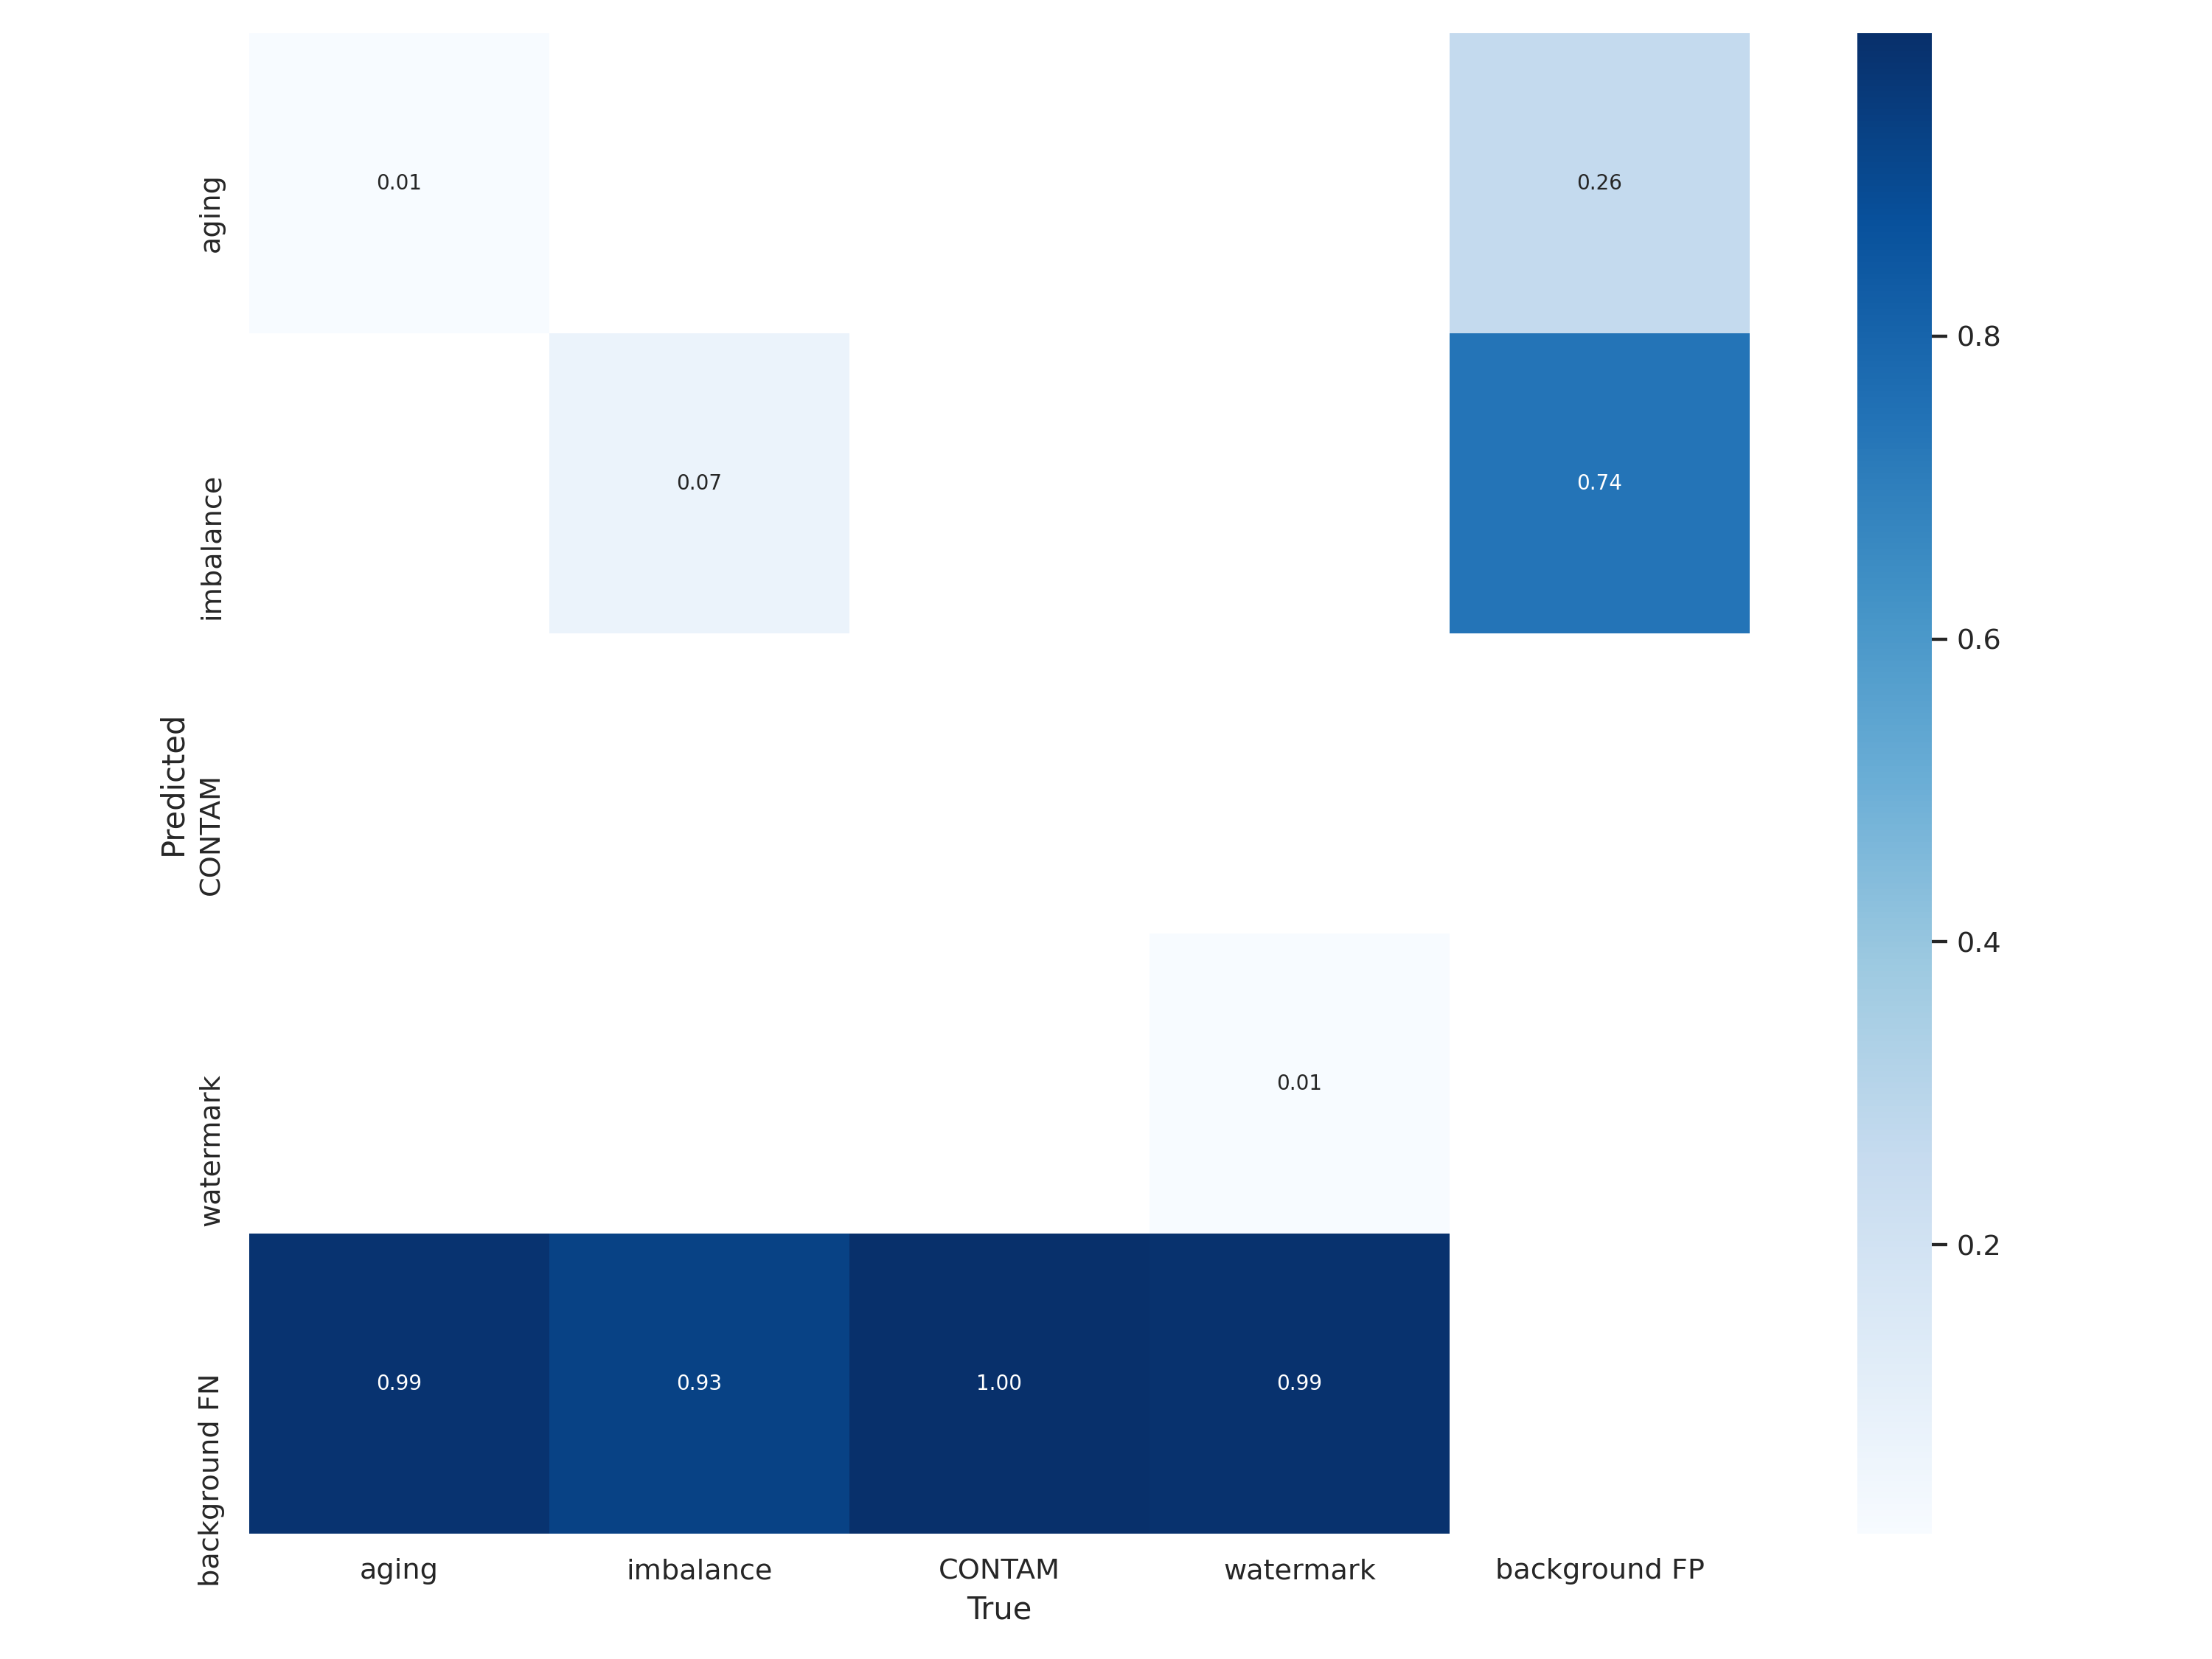 aging
0.01
0.26
0.8
imbalance
0.07
0.74
0.6
Predicted
CONTAM
0.4
watermark
0.01
0.2
background FN
0.99
0.93
1.00
0.99
aging
imbalance
CONTAM
watermark
background FP
True